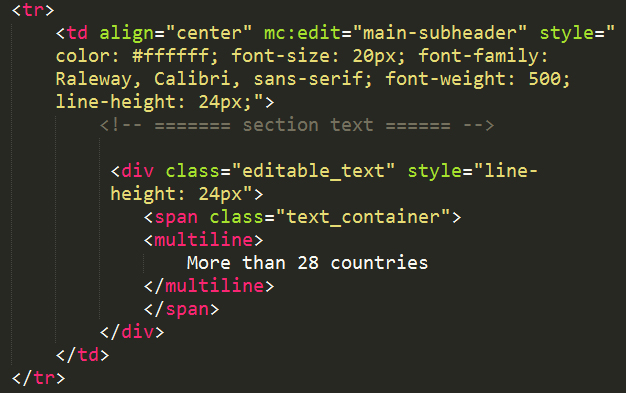 <tr>
<td align="center" mc:edit="main-subheader" style="
color: #ffffff; font-size: 20px; font-family:
Raleway, Calibri, sans-serif; font-weight: 500;
line-height: 24px;">
<!-- ======= section text ====== -->
<div class="editable_text" style="line-
height: 24px">
<span class="text_container">
<multiline>
More than 28 countries
</multiline>
</span>
</div>
</td>
</tr>